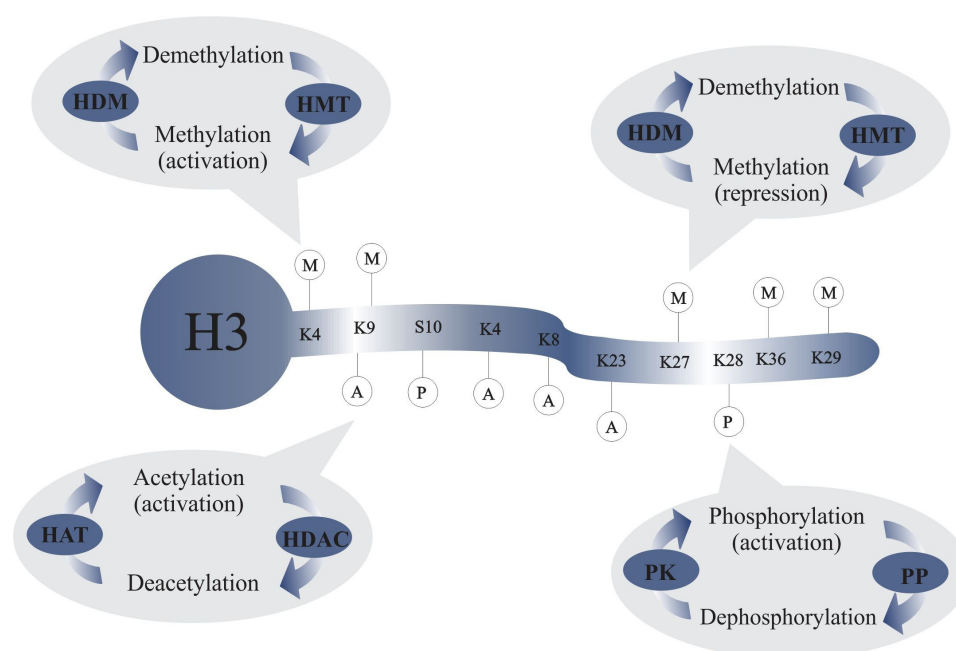 Demethylation
HDM
HMT
Methylation
(activation)
Demethylation
HDM
HMT
Methylation
(repression)
M
M
M
M
M
H3
K4
K9
S10
K4
K8
K23
K27
K28
K36
K29
A
P
A
A
A
P
Acetylation
(activation)
HAT
HDAC
Deacetylation
Phosphorylation
(activation)
PK
PP
Dephosphorylation